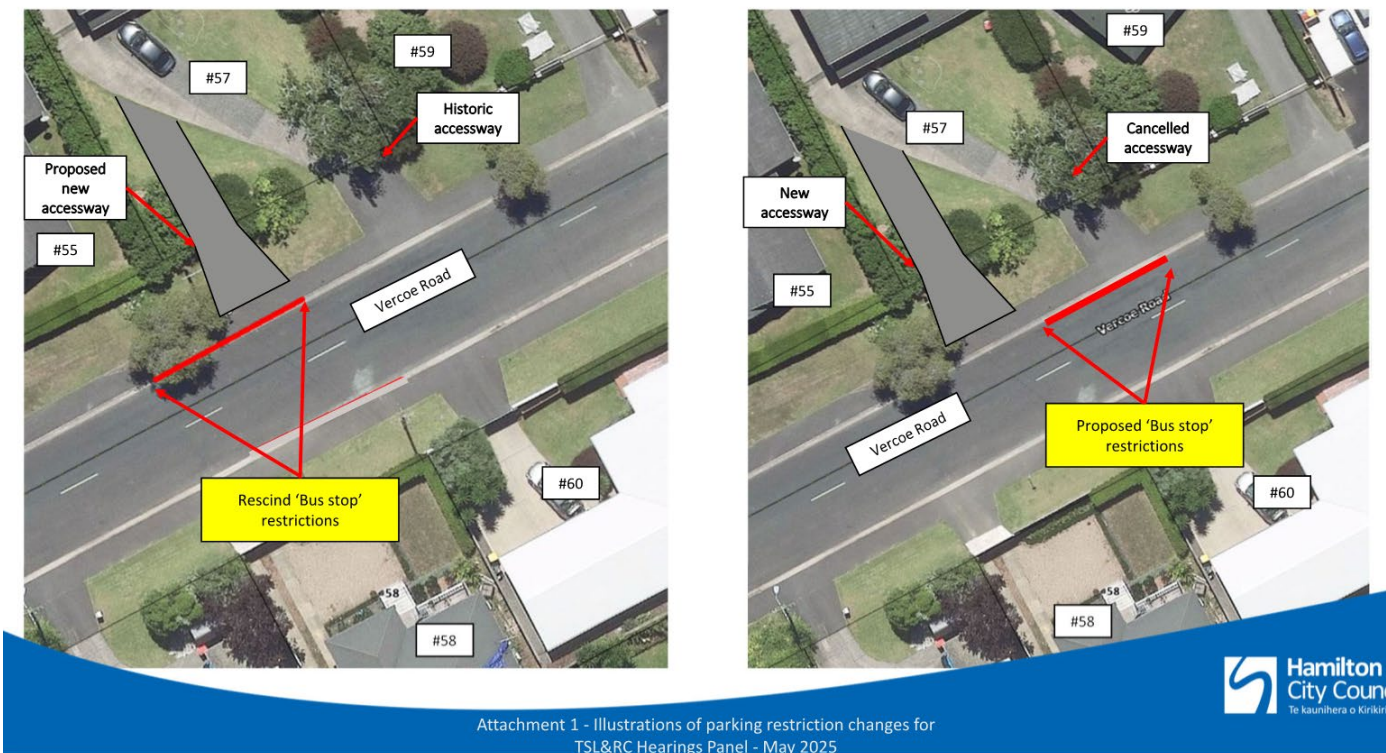 #57
#59
Historic
accessway
Proposed
new
accessway
#55
Vercoe Road
Rescind ‘Bus stop’
restrictions
#60
58
#58
#59
#57
Cancelled
accessway
New
accessway
#55
Vercoe Road
Vercoe Road
Proposed ‘Bus stop’
restrictions
#60
58
#58
Hamilton
City Counc
Te kaunihera o Kirikiri
Attachment 1 - Illustrations of parking restriction changes for
TSL&RC Hearings Panel - May 2025